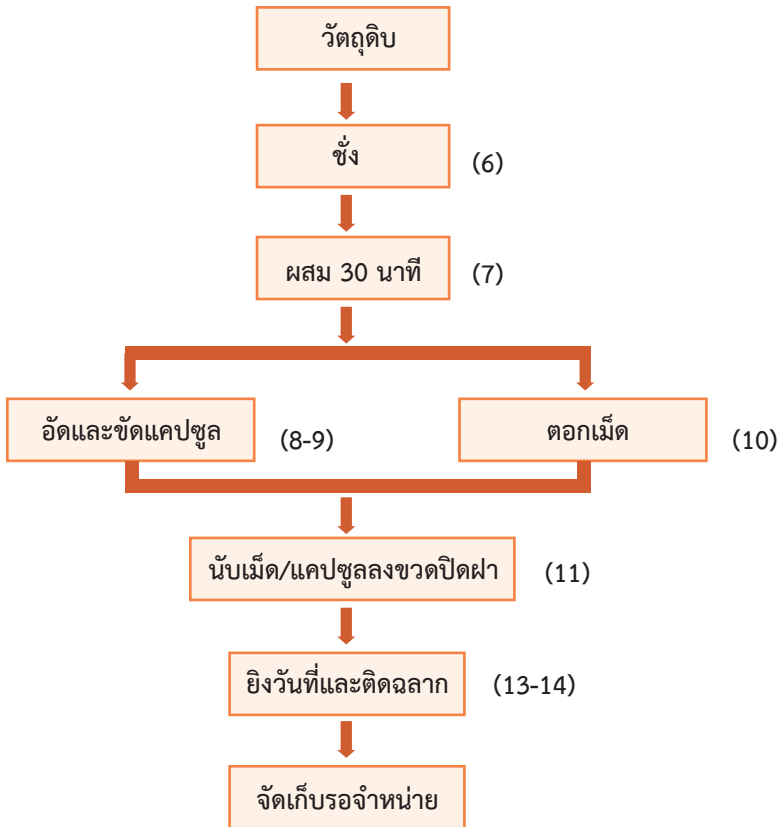 วัตถุดิบ
ชั่ง
(6)
ผสม 30 นาที
(7)
อัดและขัดแคปซูล
(8-9)
ตอกเม็ด
(10)
นับเม็ด/แคปซูลลงขวดปิดฝา
(11)
ยิงวันที่และติดฉลาก
(13-14)
จัดเก็บรอจำหน่าย